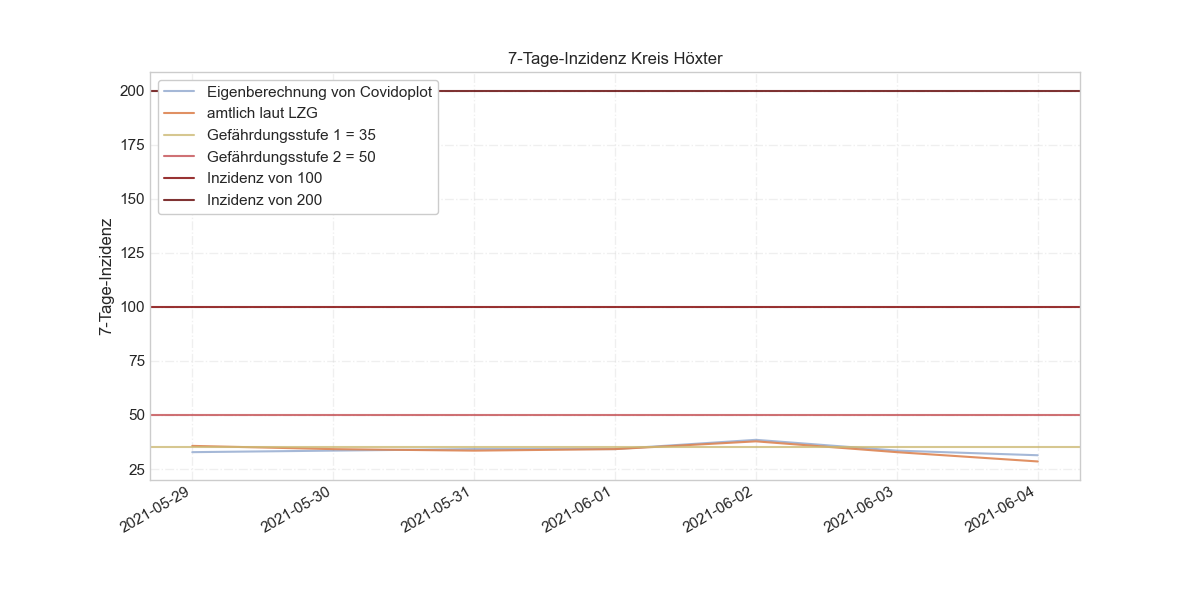 7-Tage-Inzidenz Kreis Höxter
Eigenberechnung von Covidoplot
amtlich laut LZG
Gefährdungsstufe 1 = 35
Gefährdungsstufe 2 = 50
Inzidenz von 100
Inzidenz von 200
7-Tage-Inzidenz
200
175
150
125
100
75
50
25
2021-05-29
2021-05-30
2021-05-31
2021-06-01
2021-06-02
2021-06-03
2021-06-04